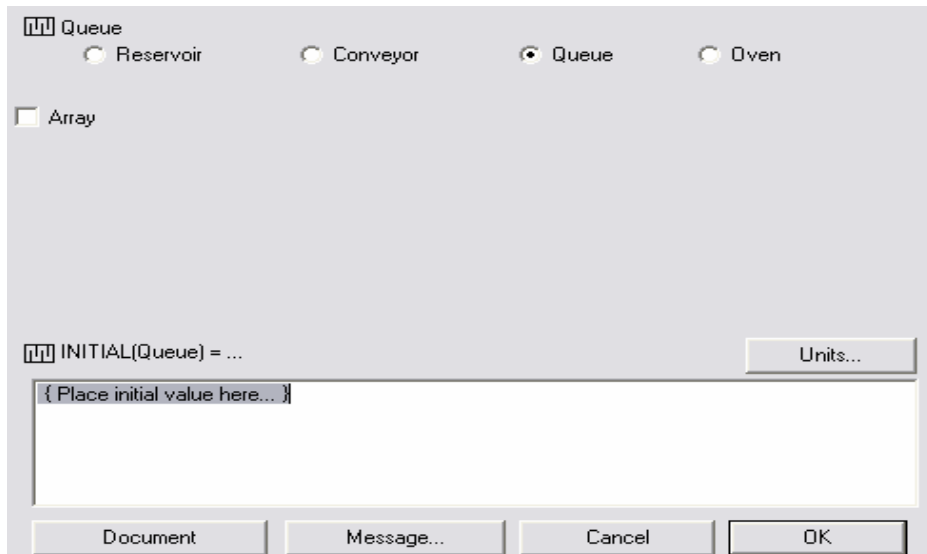 Queue
Reservoir Conveyor Queue Oven
Array
INITIAL(Queue) = ...
Units...
{ Place initial value here... }
Document Message... Cancel OK